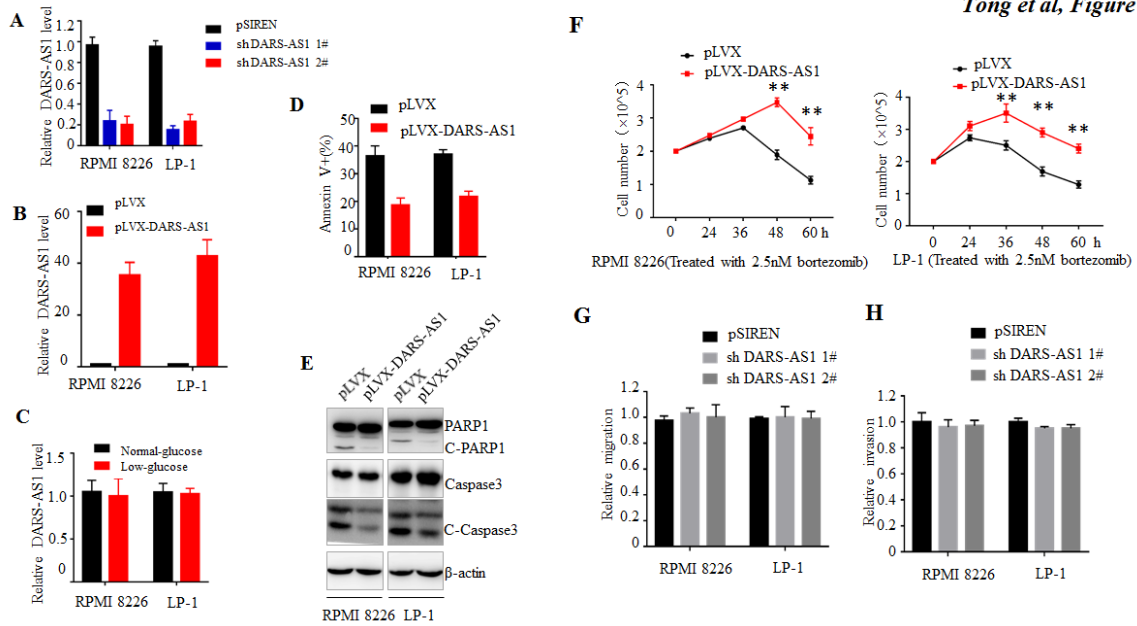 Tong et al, Figure
A
Relative DARS-AS1 level
1.2
1.0
0.8
0.6
0.4
0.2
0
pSIREN
sh DARS-AS1 1#
sh DARS-AS1 2#
RPMI 8226
LP-1
B
Relative DARS-AS1 level
60
40
20
0
pLVX
pLVX-DARS-AS1
RPMI 8226
LP-1
C
Relative DARS-AS1 level
1.5
1.0
0.5
0
Normal-glucose
Low-glucose
RPMI 8226
LP-1
D
Annexin V+(%)
50
40
30
20
10
0
pLVX
pLVX-DARS-AS1
RPMI 8226
LP-1
E
pLVX
pLVX-DARS-AS1
pLVX
pLVX-DARS-AS1
PARP1
C-PARP1
Caspase3
C-Caspase3
β-actin
RPMI 8226 LP-1
F
pLVX
pLVX-DARS-AS1
Cell number (×10^5)
4
3
2
1
**
**
0 24 36 48 60 h
RPMI 8226(Treated with 2.5nM bortezomib)
pLVX
pLVX-DARS-AS1
Cell number (×10^5)
4
3
2
1
**
**
**
0 24 36 48 60 h
LP-1 (Treated with 2.5nM bortezomib)
G
pSIREN
sh DARS-AS1 1#
sh DARS-AS1 2#
Relative migration
1.2
1.0
0.8
0.6
0.4
0.2
0
RPMI 8226
LP-1
H
pSIREN
sh DARS-AS1 1#
sh DARS-AS1 2#
Relative invasion
1.2
1.0
0.8
0.6
0.4
0.2
0
RPMI 8226
LP-1